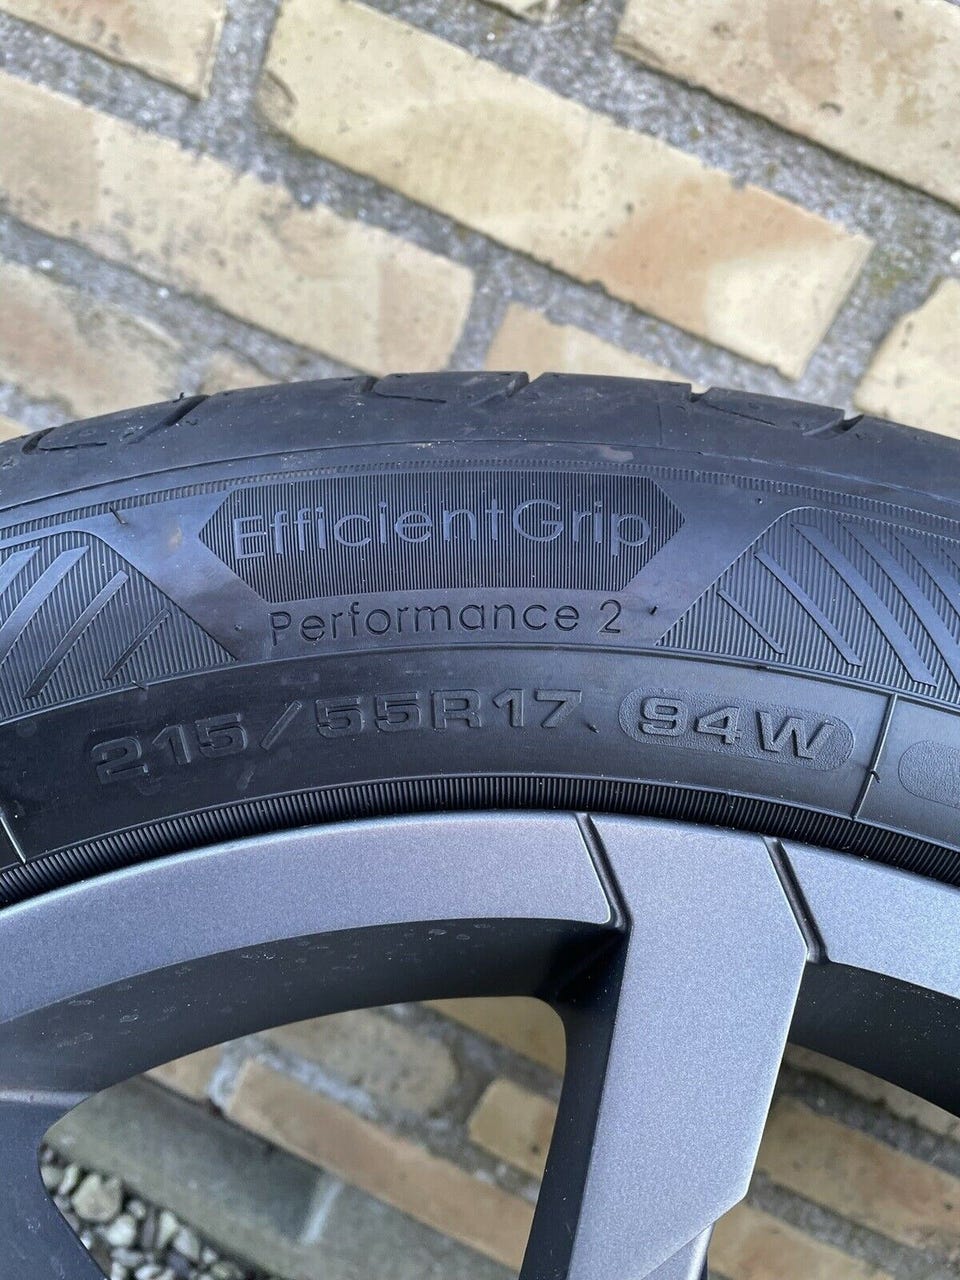 EfficientGrip
Performance 2
215/55R17 94W